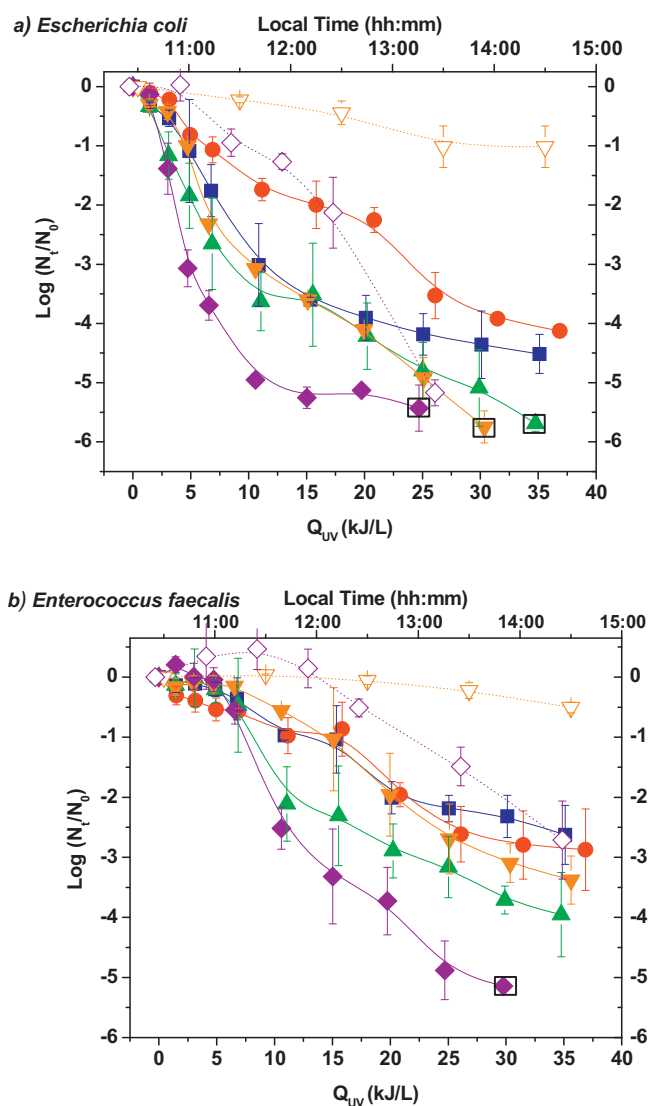 a) Escherichia coli
Local Time (hh:mm)
11:00 12:00 13:00 14:00 15:00
0 0
-1 -1
-2 -2
-3 -3
-4 -4
-5 -5
-6 -6
Log (Nt/N0)
0 5 10 15 20 25 30 35 40
QUV (kJ/L)
b) Enterococcus faecalis
Local Time (hh:mm)
11:00 12:00 13:00 14:00 15:00
0 0
-1 -1
-2 -2
-3 -3
-4 -4
-5 -5
-6 -6
Log (Nt/N0)
0 5 10 15 20 25 30 35 40
QUV (kJ/L)